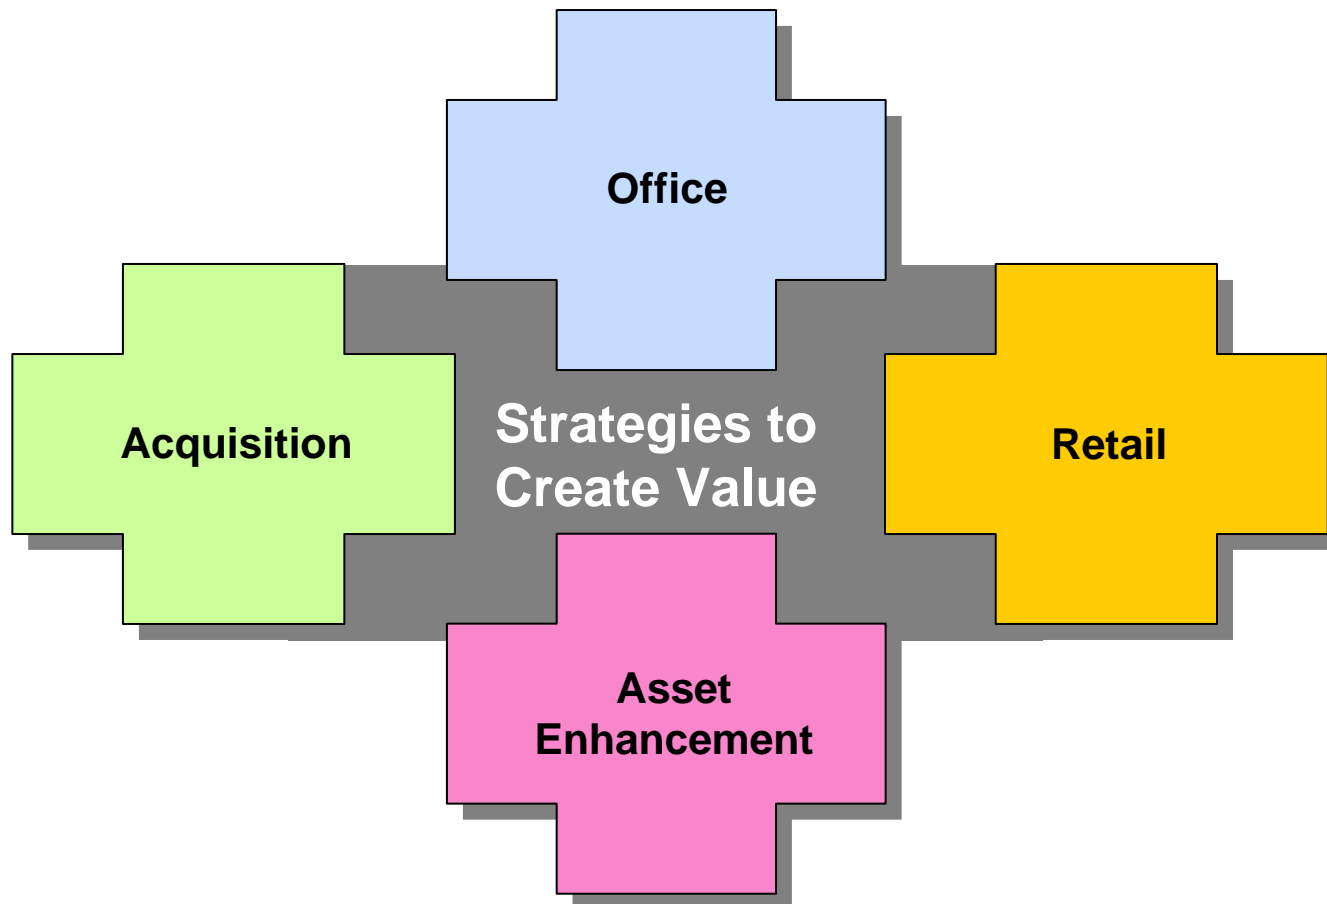 Office
Acquisition
Strategies to
Create Value
Retail
Asset
Enhancement